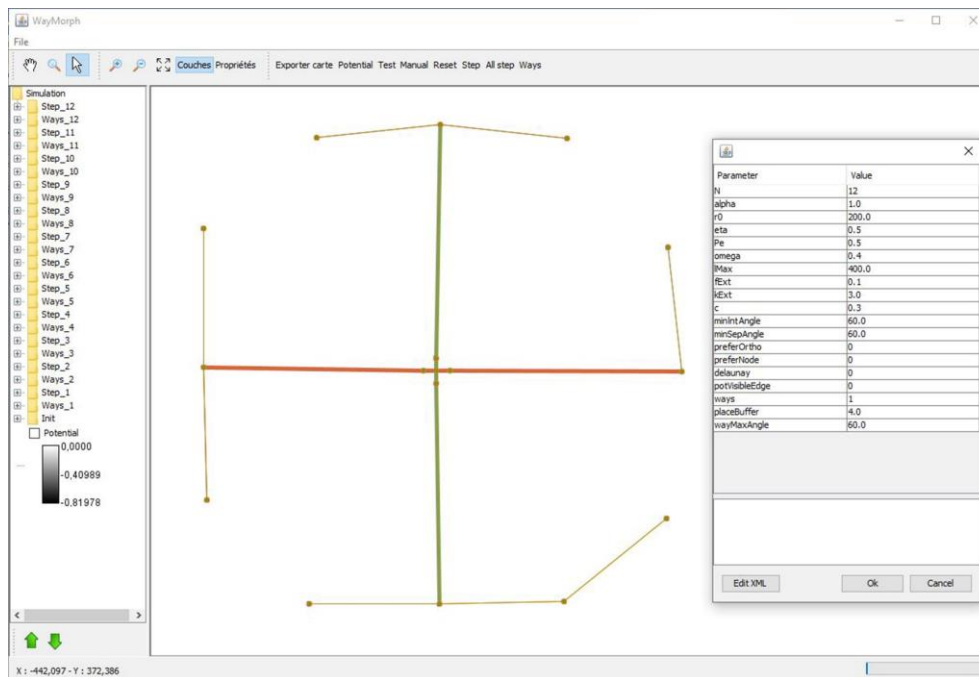 WayMorph
File
Couches Propriétés Exporter carte Potential Test Manual Reset Step All step Ways
Simulation
Step_12
Ways_12
Step_11
Ways_11
Step_10
Ways_10
Step_9
Ways_9
Step_8
Ways_8
Step_7
Ways_7
Step_6
Ways_6
Step_5
Ways_5
Step_4
Ways_4
Step_3
Ways_3
Step_2
Ways_2
Step_1
Ways_1
Init
Potential
0,0000
-0,40989
-0,81978
Parameter Value
N 12
alpha 1.0
r0 200.0
eta 0.5
Pe 0.5
omega 0.4
lMax 400.0
fExt 0.1
kExt 3.0
c 0.3
minIntAngle 60.0
minSepAngle 60.0
preferOrtho 0
preferNode 0
delaunay 0
potVisibleEdge 0
ways 1
placeBuffer 4.0
wayMaxAngle 60.0
Edit XML Ok Cancel
X : -442,097 - Y : 372,386